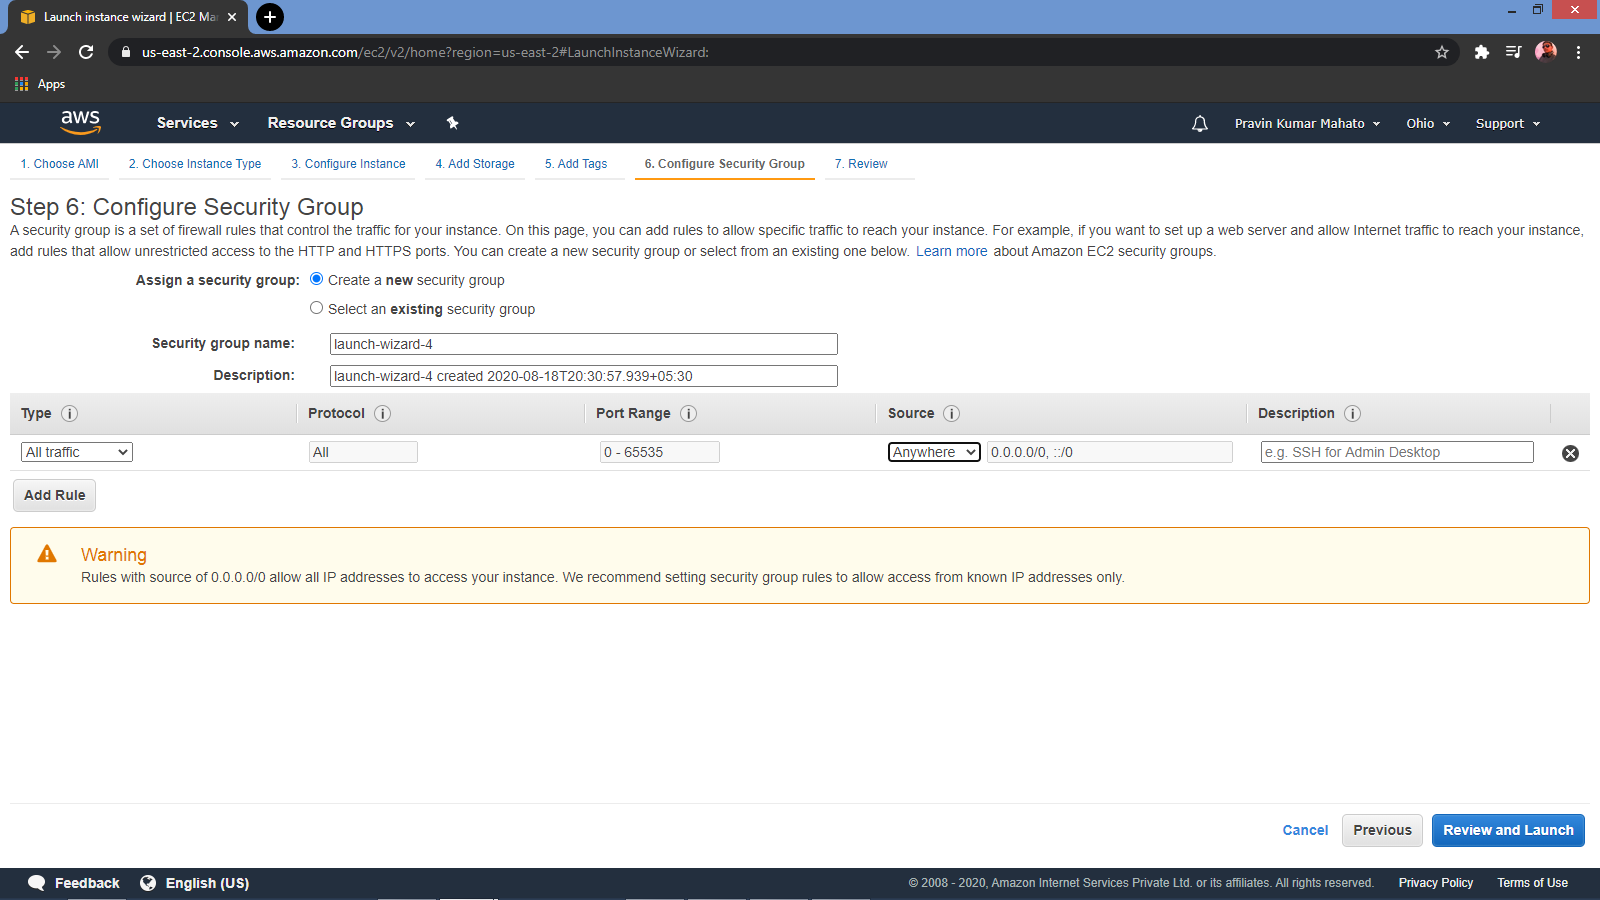 Launch instance wizard | EC2 Ma
us-east-2.console.aws.amazon.com/ec2/v2/home?region=us-east-2#LaunchInstanceWizard:
Apps
aws Services Resource Groups Pravin Kumar Mahato Ohio Support
1. Choose AMI 2. Choose Instance Type 3. Configure Instance 4. Add Storage 5. Add Tags 6. Configure Security Group 7. Review
Step 6: Configure Security Group
A security group is a set of firewall rules that control the traffic for your instance. On this page, you can add rules to allow specific traffic to reach your instance. For example, if you want to set up a web server and allow Internet traffic to reach your instance,
add rules that allow unrestricted access to the HTTP and HTTPS ports. You can create a new security group or select from an existing one below. Learn more about Amazon EC2 security groups.
Assign a security group: Create a new security group
Select an existing security group
Security group name: launch-wizard-4
Description: launch-wizard-4 created 2020-08-18T20:30:57.939+05:30
Type Protocol Port Range Source Description
All traffic All 0 - 65535 Anywhere 0.0.0.0/0, ::/0 e.g. SSH for Admin Desktop
Add Rule
Warning
Rules with source of 0.0.0.0/0 allow all IP addresses to access your instance. We recommend setting security group rules to allow access from known IP addresses only.
Cancel Previous Review and Launch
Feedback English (US) © 2008 - 2020, Amazon Internet Services Private Ltd. or its affiliates. All rights reserved. Privacy Policy Terms of Use